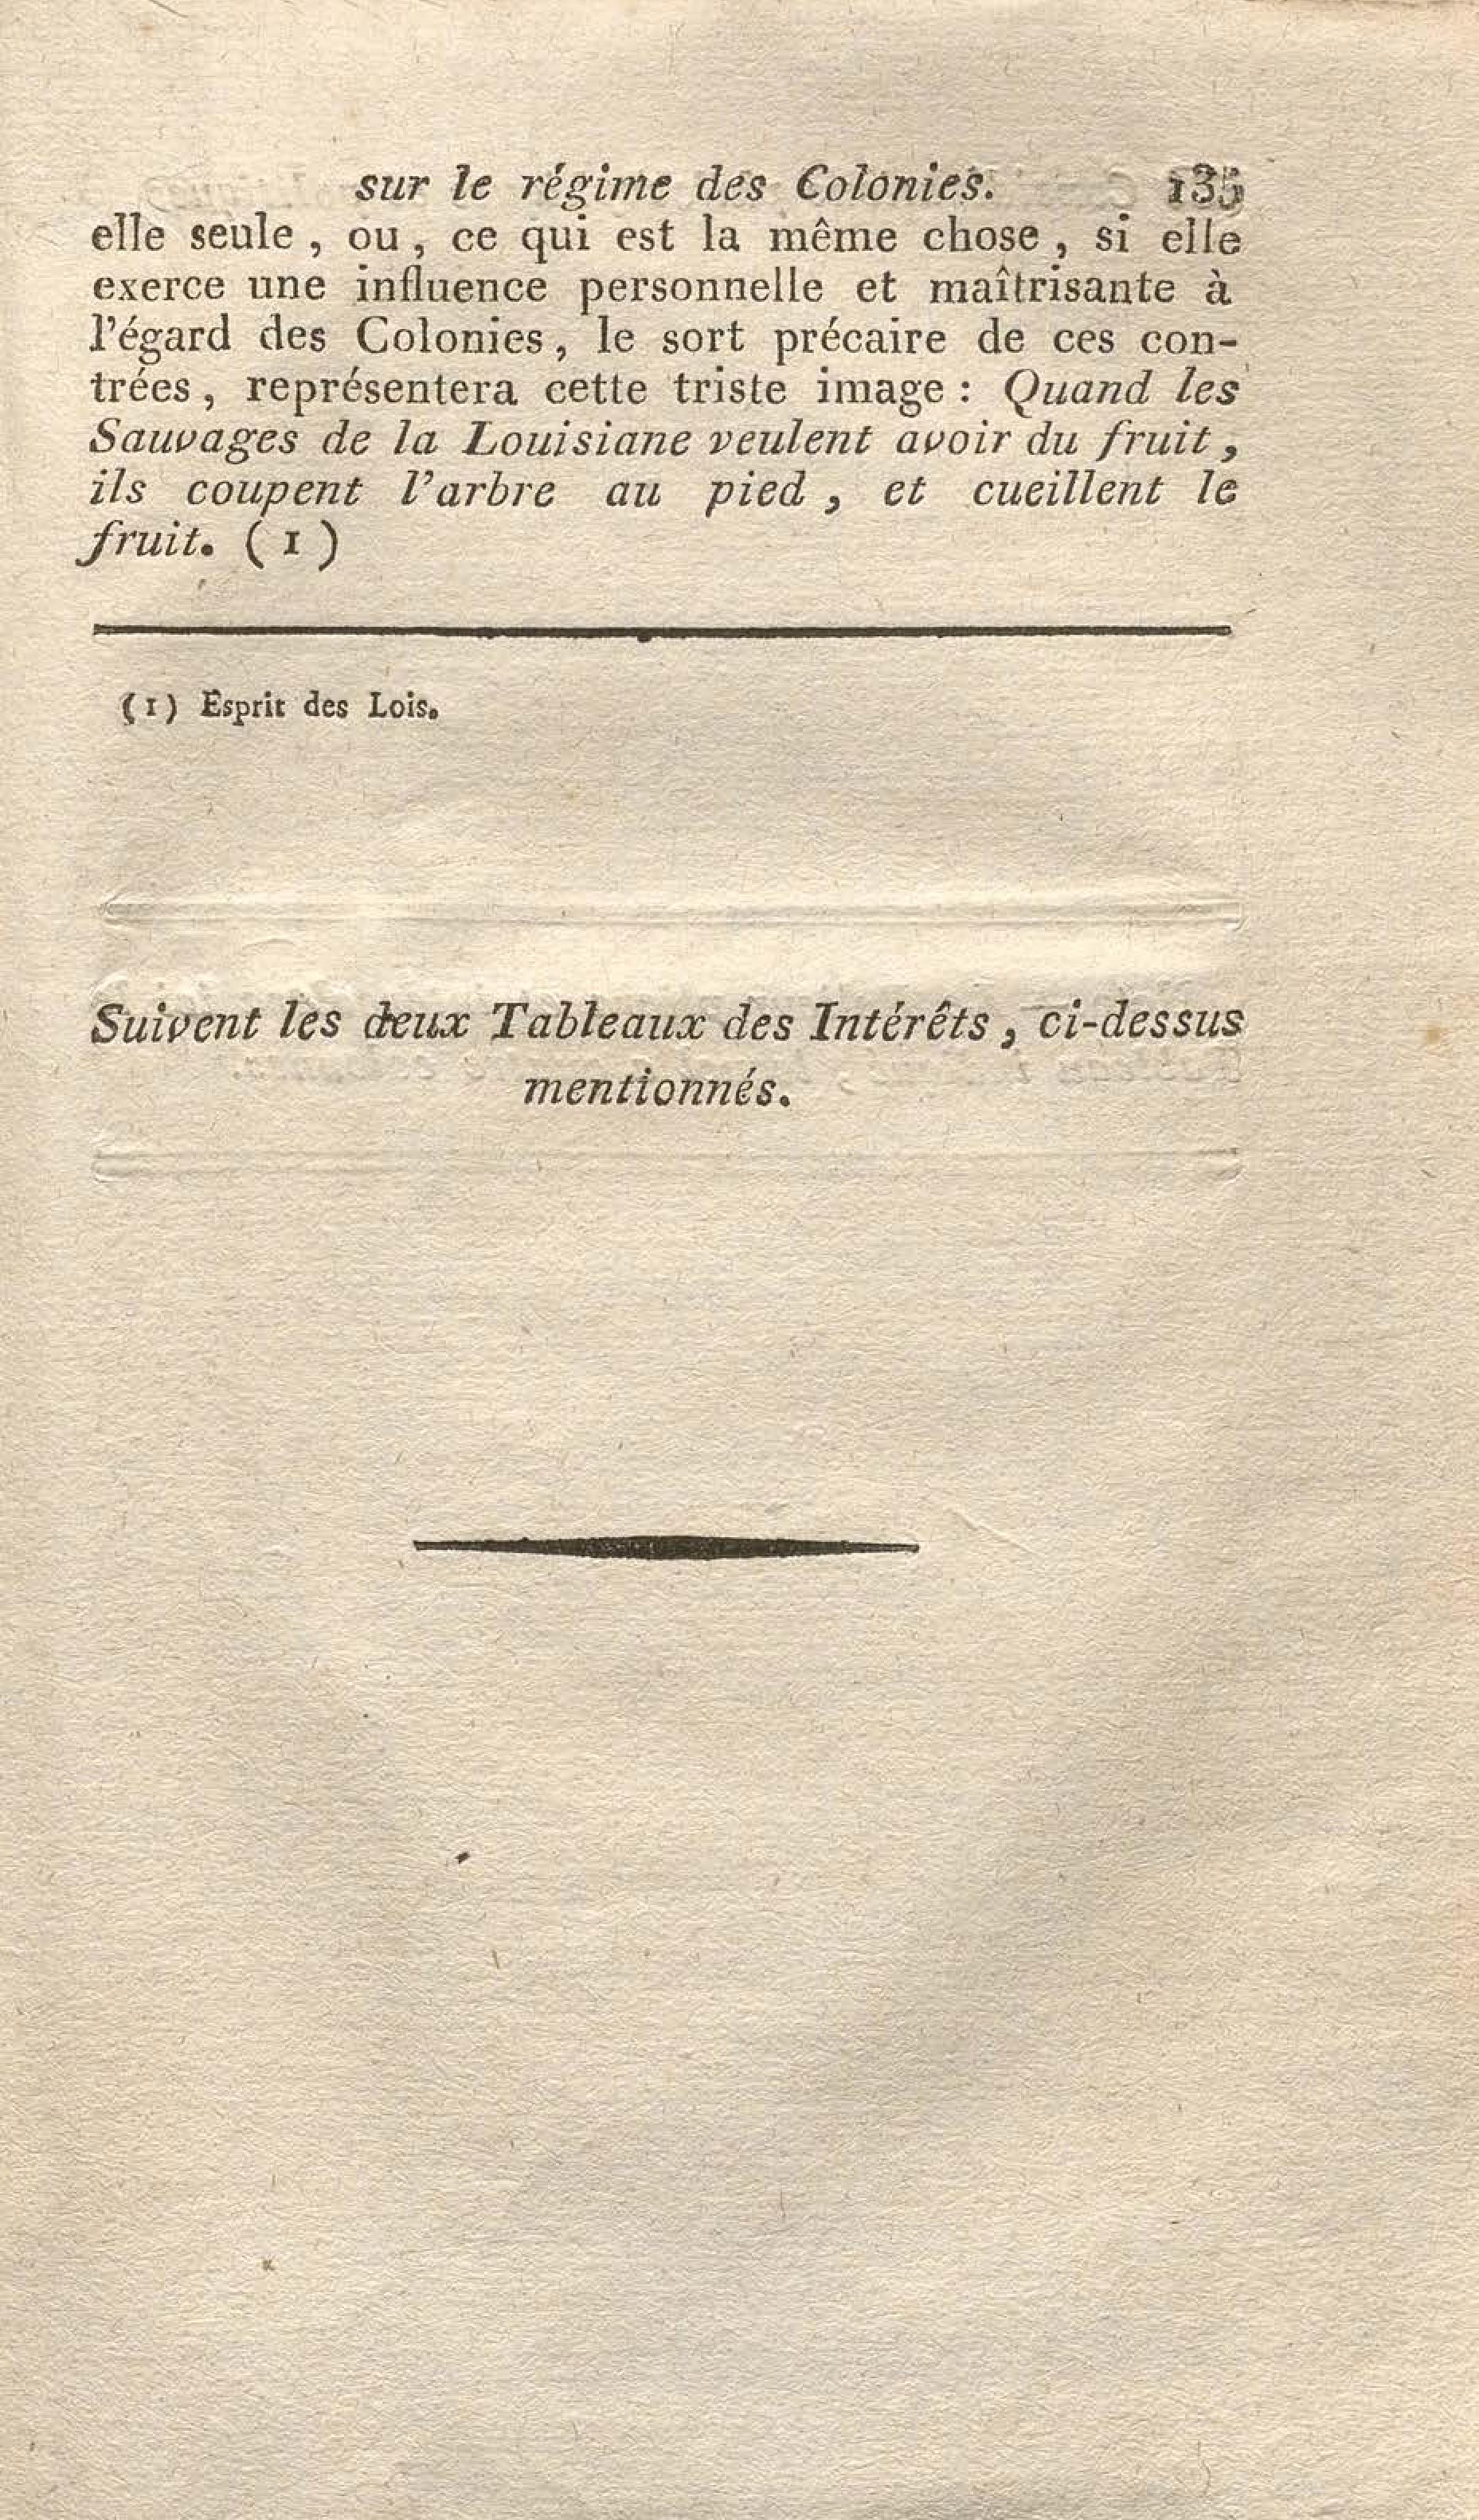 sur le régime des Colonies. 135
elle seule, ou, ce qui est la même chose, si elle
exerce une influence personnelle et maîtrisante à
l'égard des Colonies, le sort précaire de ces con-
trées, représentera cette triste image : Quand les
Sauvages de la Louisiane veulent avoir du fruit,
ils coupent l'arbre au pied, et cueillent le
fruit. (1)
(1) Esprit des Lois.
Suivent les deux Tableaux des Intérêts, ci-dessus
mentionnés.